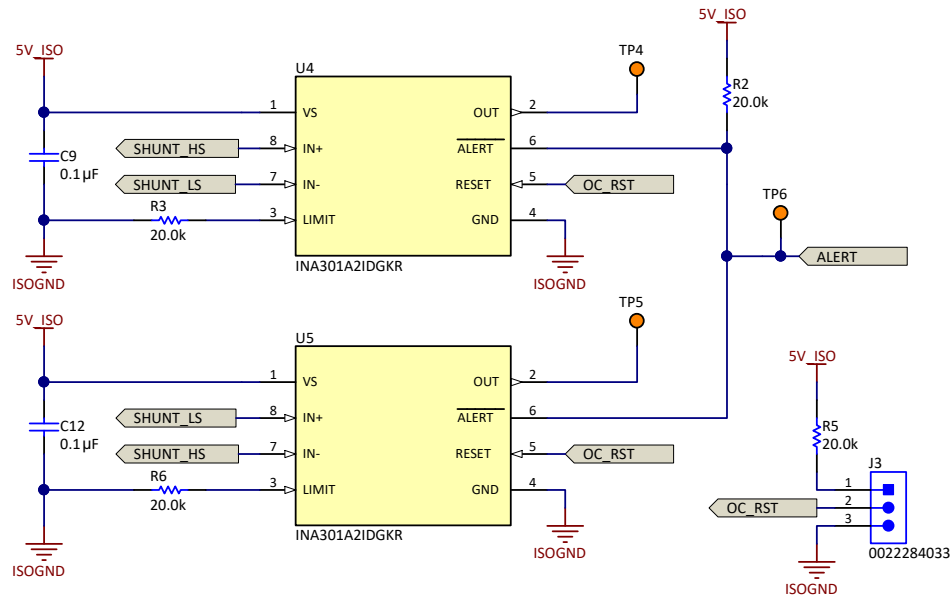 5V_ISO
U4
TP4
5V_ISO
R2
20.0k
1 VS OUT 2
C9
0.1µF
SHUNT_HS 8 IN+ ALERT 6
SHUNT_LS 7 IN- RESET 5 OC_RST
R3
20.0k
3 LIMIT GND 4
INA301A2IDGKR
ISOGND
ISOGND
TP6
ALERT
5V_ISO
U5
TP5
1 VS OUT 2
C12
0.1µF
SHUNT_LS 8 IN+ ALERT 6
SHUNT_HS 7 IN- RESET 5 OC_RST
R6
20.0k
3 LIMIT GND 4
INA301A2IDGKR
ISOGND
ISOGND
5V_ISO
R5
20.0k
J3
1
OC_RST 2
3
0022284033
ISOGND